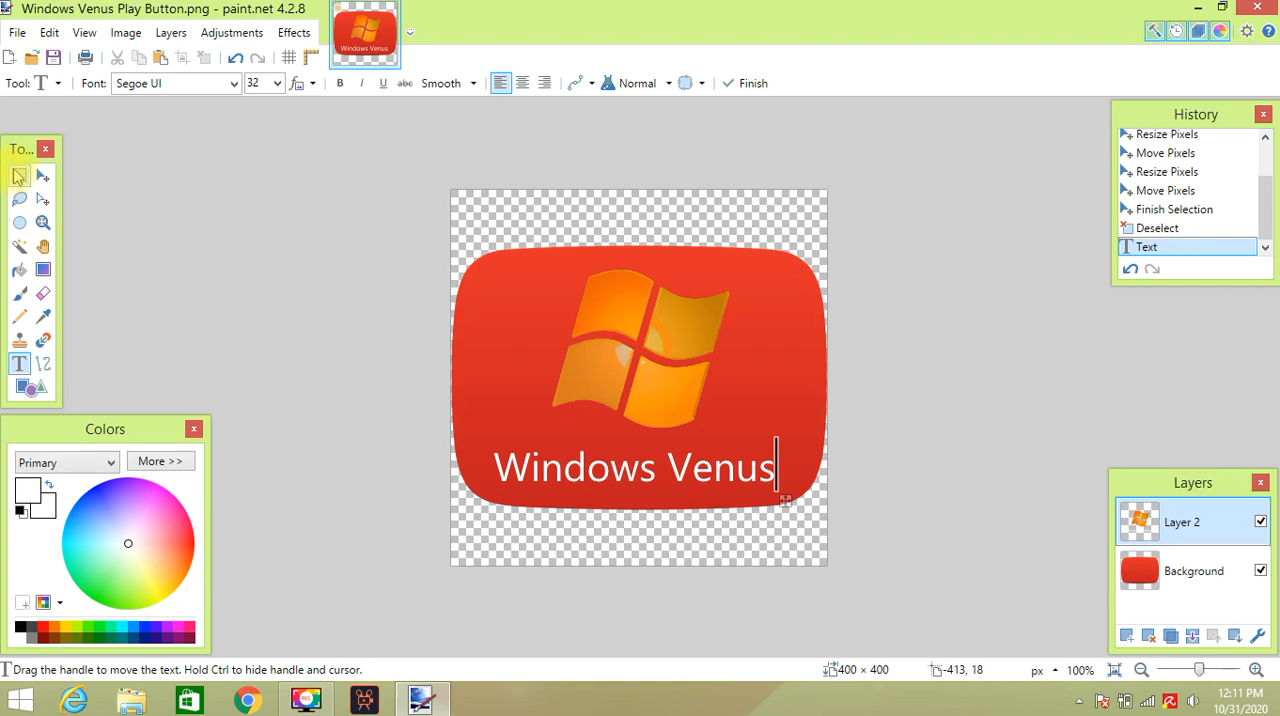 Windows Venus Play Button.png - paint.net 4.2.8
File Edit View Image Layers Adjustments Effects
Windows Venus
Tool: T Font: Segoe UI 32 fx B I U abc Smooth Normal Finish
To...
T
Colors
Primary More >>
Windows Venus
History
Resize Pixels
Move Pixels
Resize Pixels
Move Pixels
Finish Selection
Deselect
Text
Layers
Layer 2
Background
Drag the handle to move the text. Hold Ctrl to hide handle and cursor. 400 × 400 -413, 18 px 100%
REC
12:11 PM
10/31/2020